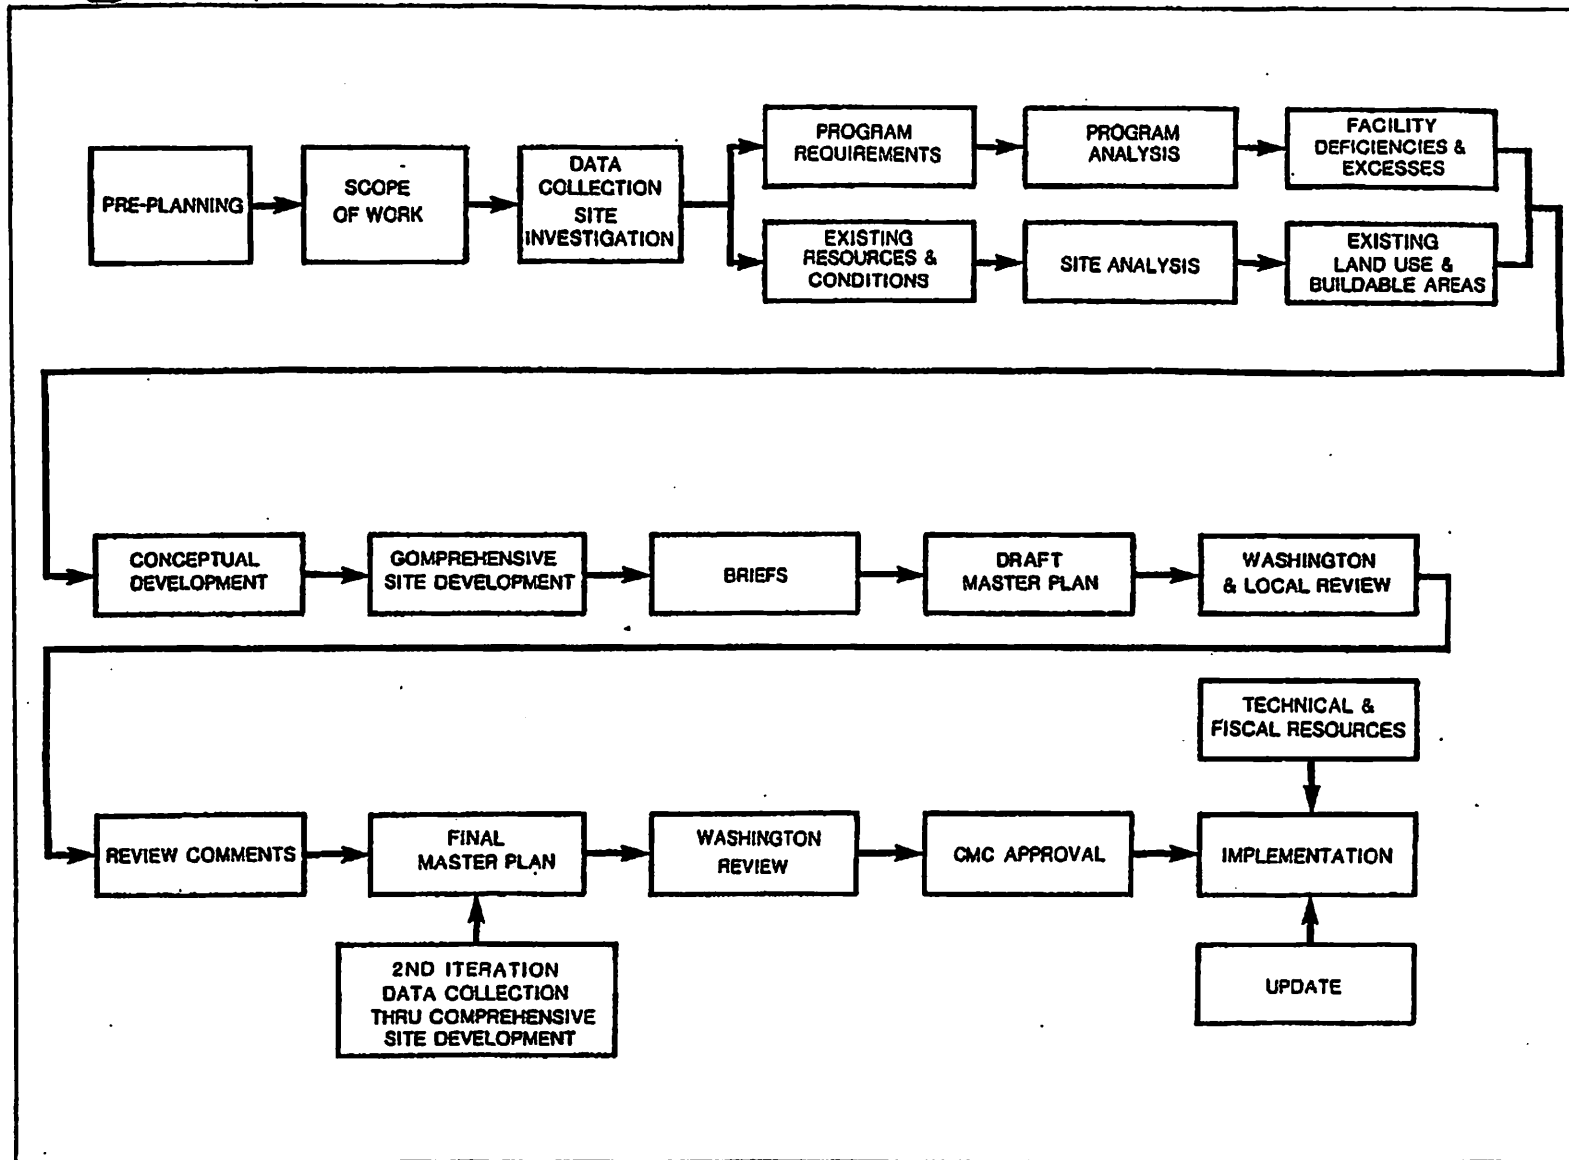 PRE-PLANNING
SCOPE
OF WORK
DATA
COLLECTION
SITE
INVESTIGATION
PROGRAM
REQUIREMENTS
PROGRAM
ANALYSIS
FACILITY
DEFICIENCIES &
EXCESSES
EXISTING
RESOURCES &
CONDITIONS
SITE ANALYSIS
EXISTING
LAND USE &
BUILDABLE AREAS
CONCEPTUAL
DEVELOPMENT
GOMPREHENSIVE
SITE DEVELOPMENT
BRIEFS
DRAFT
MASTER PLAN
WASHINGTON
& LOCAL REVIEW
TECHNICAL &
FISCAL RESOURCES
REVIEW COMMENTS
FINAL
MASTER PLAN
WASHINGTON
REVIEW
CMC APPROVAL
IMPLEMENTATION
2ND ITERATION
DATA COLLECTION
THRU COMPREHENSIVE
SITE DEVELOPMENT
UPDATE